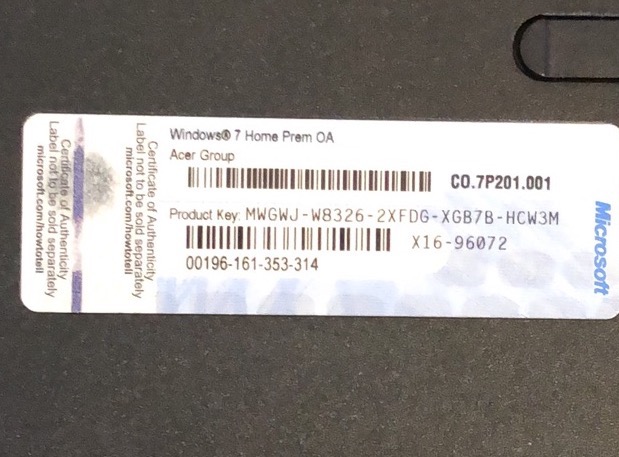 Windows® 7 Home Prem OA
Acer Group
CO.7P201.001
Product Key: MWGWJ-W8326-2XFDG-XGB7B-HCW3M
X16-96072
00196-161-353-314
Certificate of Authenticity
Label not to be sold separately
microsoft.com/howtotell
Certificate of Authenticity
Label not to be sold separately
microsoft.com/howtotell
Microsoft